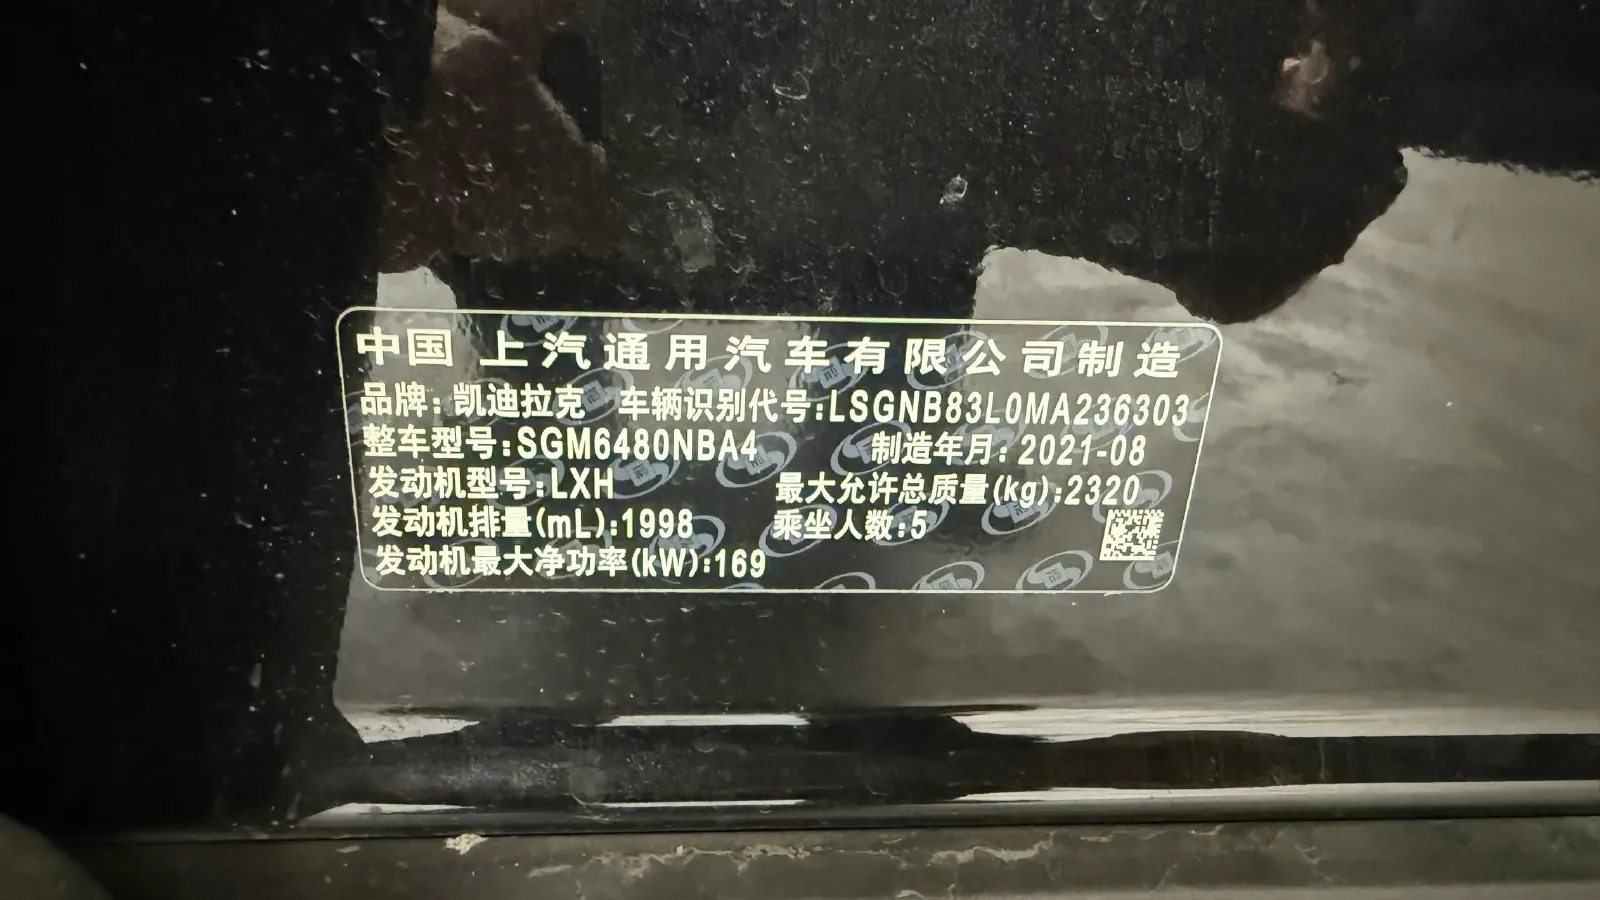 中国 上汽通用汽车有限公司制造
品牌:凯迪拉克 车辆识别代号:LSGNB83L0MA236303
整车型号:SGM6480NBA4 制造年月:2021-08
发动机型号:LXH 最大允许总质量(kg):2320
发动机排量(mL):1998 乘坐人数:5
发动机最大净功率(kW):169